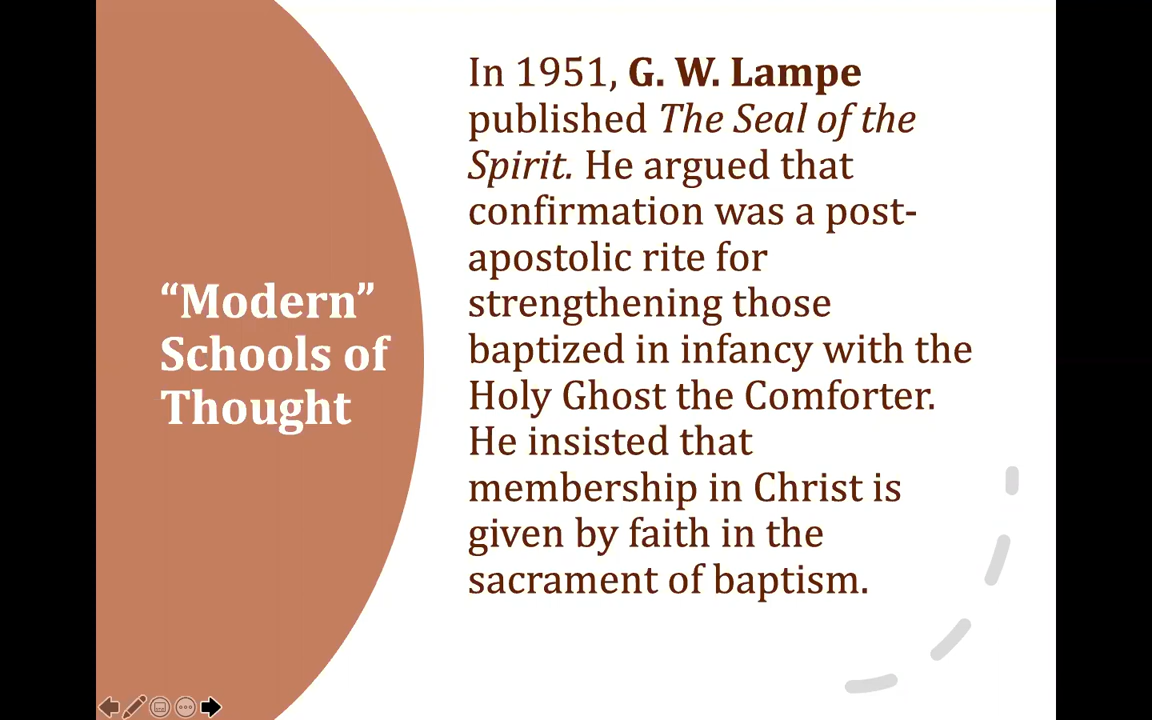 “Modern”
Schools of
Thought
In 1951, G. W. Lampe
published The Seal of the
Spirit. He argued that
confirmation was a post-
apostolic rite for
strengthening those
baptized in infancy with the
Holy Ghost the Comforter.
He insisted that
membership in Christ is
given by faith in the
sacrament of baptism.